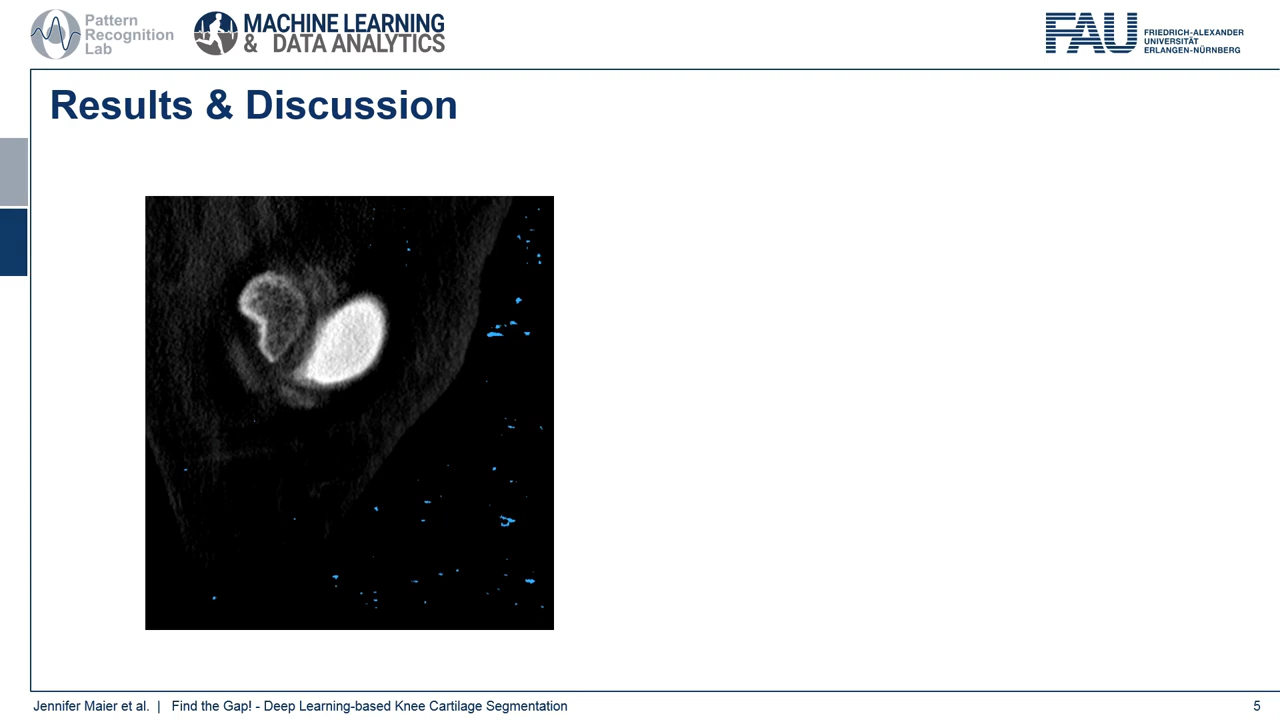 Pattern
Recognition
Lab
MACHINE LEARNING
& DATA ANALYTICS
FAU
FRIEDRICH-ALEXANDER
UNIVERSITÄT
ERLANGEN-NÜRNBERG
Results & Discussion
Jennifer Maier et al. | Find the Gap! - Deep Learning-based Knee Cartilage Segmentation
5